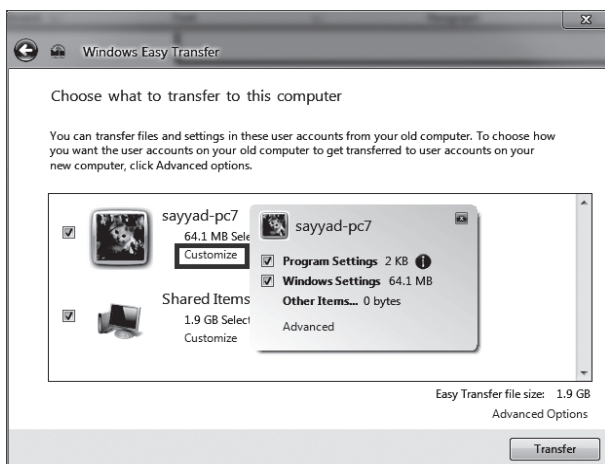 Windows Easy Transfer
Choose what to transfer to this computer
You can transfer files and settings in these user accounts from your old computer. To choose how
you want the user accounts on your old computer to get transferred to user accounts on your
new computer, click Advanced options.
sayyad-pc7
64.1 MB Sele
Customize
sayyad-pc7
Program Settings 2 KB
Windows Settings 64.1 MB
Other Items... 0 bytes
Advanced
Shared Items
1.9 GB Select
Customize
Easy Transfer file size: 1.9 GB
Advanced Options
Transfer